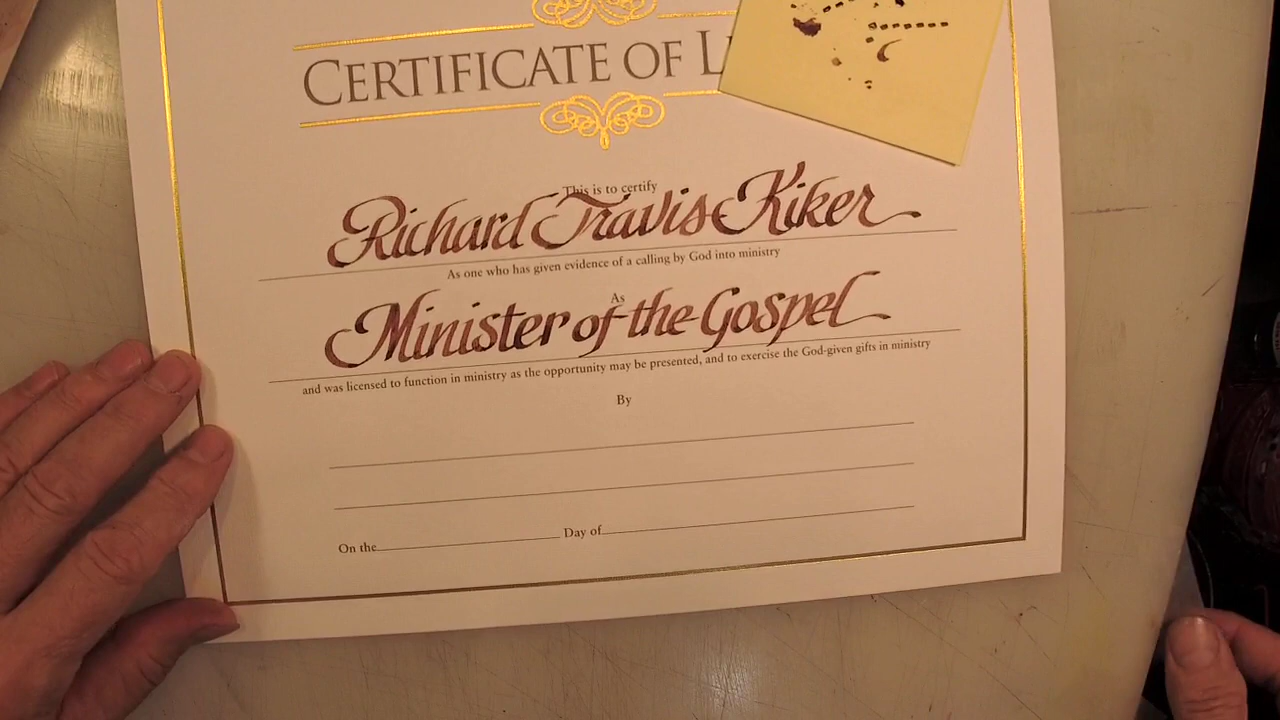 CERTIFICATE OF L
This is to certify
Richard Travis Kiker
As one who has given evidence of a calling by God into ministry
As
Minister of the Gospel
and was licensed to function in ministry as the opportunity may be presented, and to exercise the God-given gifts in ministry
By
On the Day of